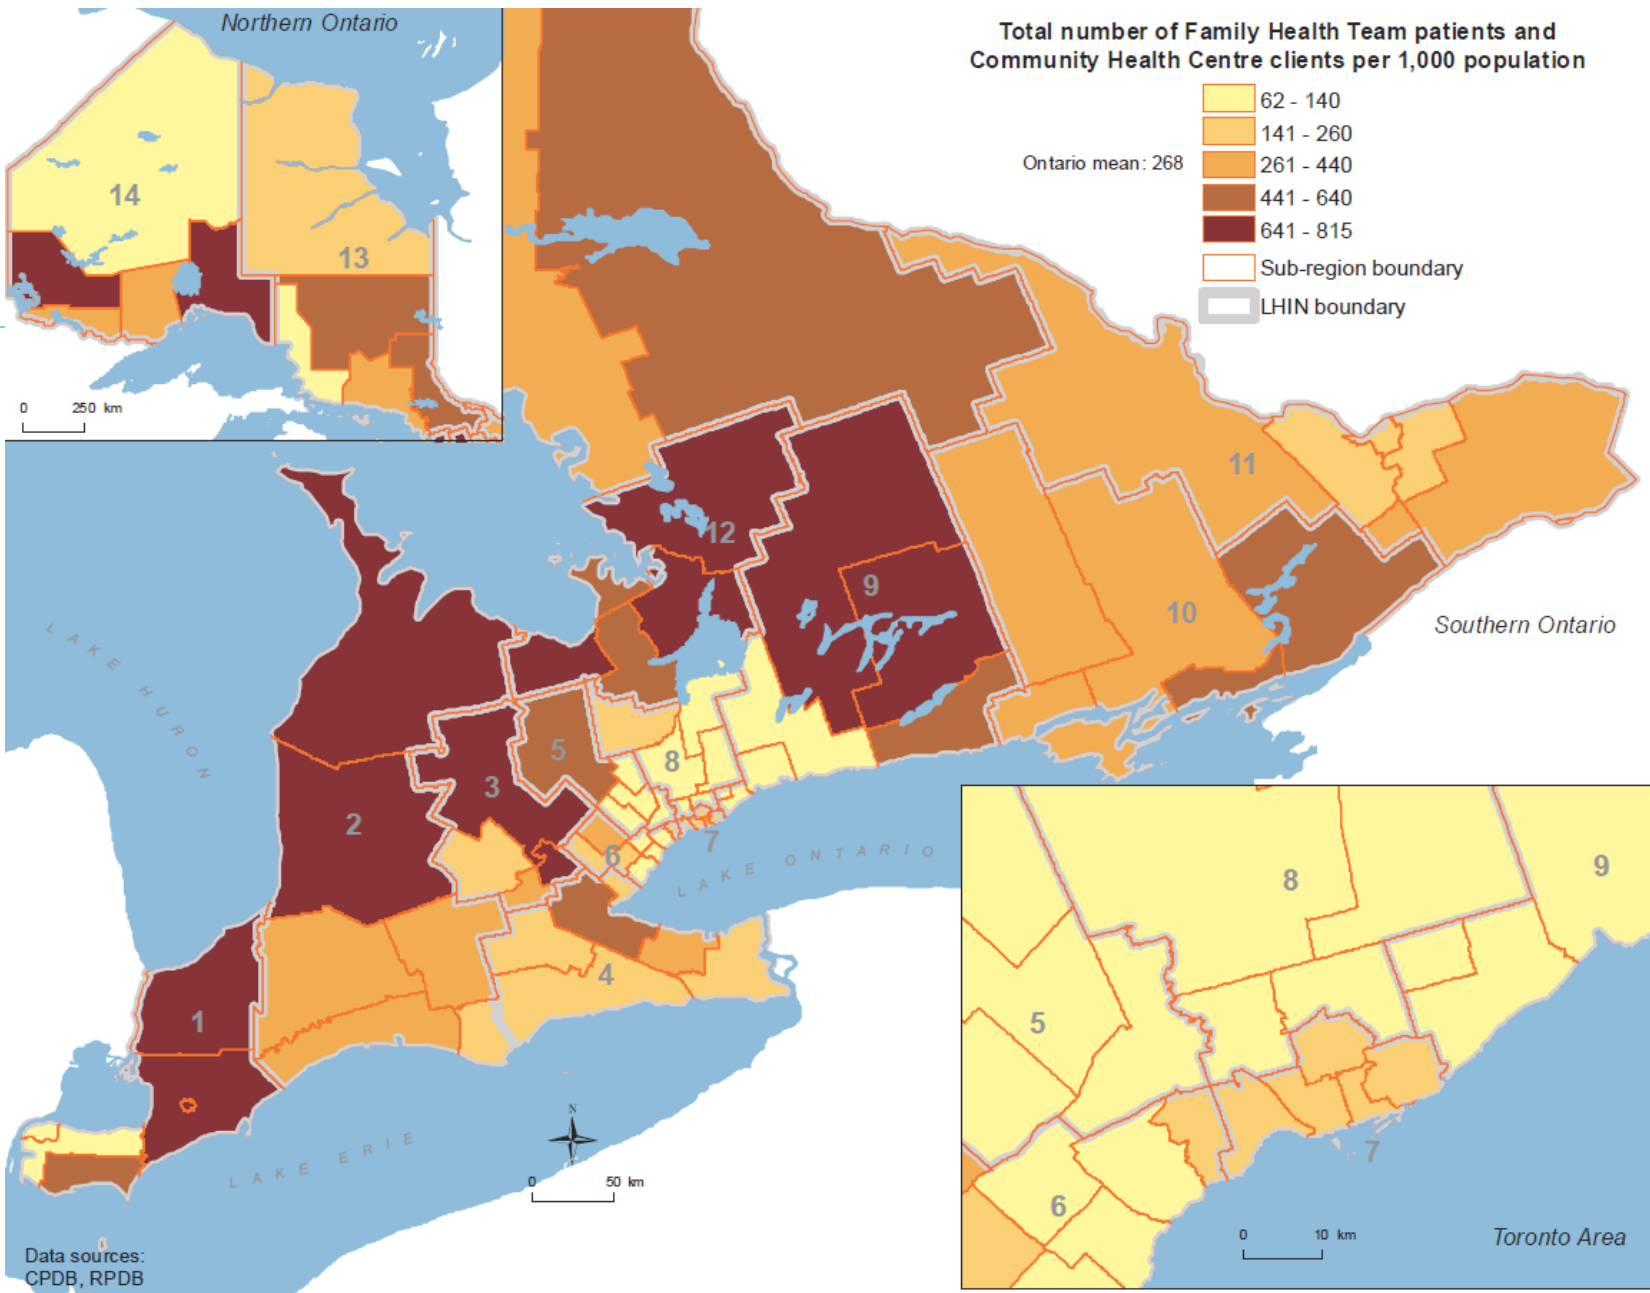 Northern Ontario
Total number of Family Health Team patients and
Community Health Centre clients per 1,000 population
62 - 140
141 - 260
Ontario mean: 268
261 - 440
441 - 640
641 - 815
Sub-region boundary
LHIN boundary
14
13
0 250 km
11
12
9
10
Southern Ontario
LAKE HURON
5
8
3
2
7
6
LAKE ONTARIO
4
1
LAKE ERIE
N
0 50 km
8
9
5
7
6
0 10 km
Toronto Area
Data sources:
CPDB, RPDB